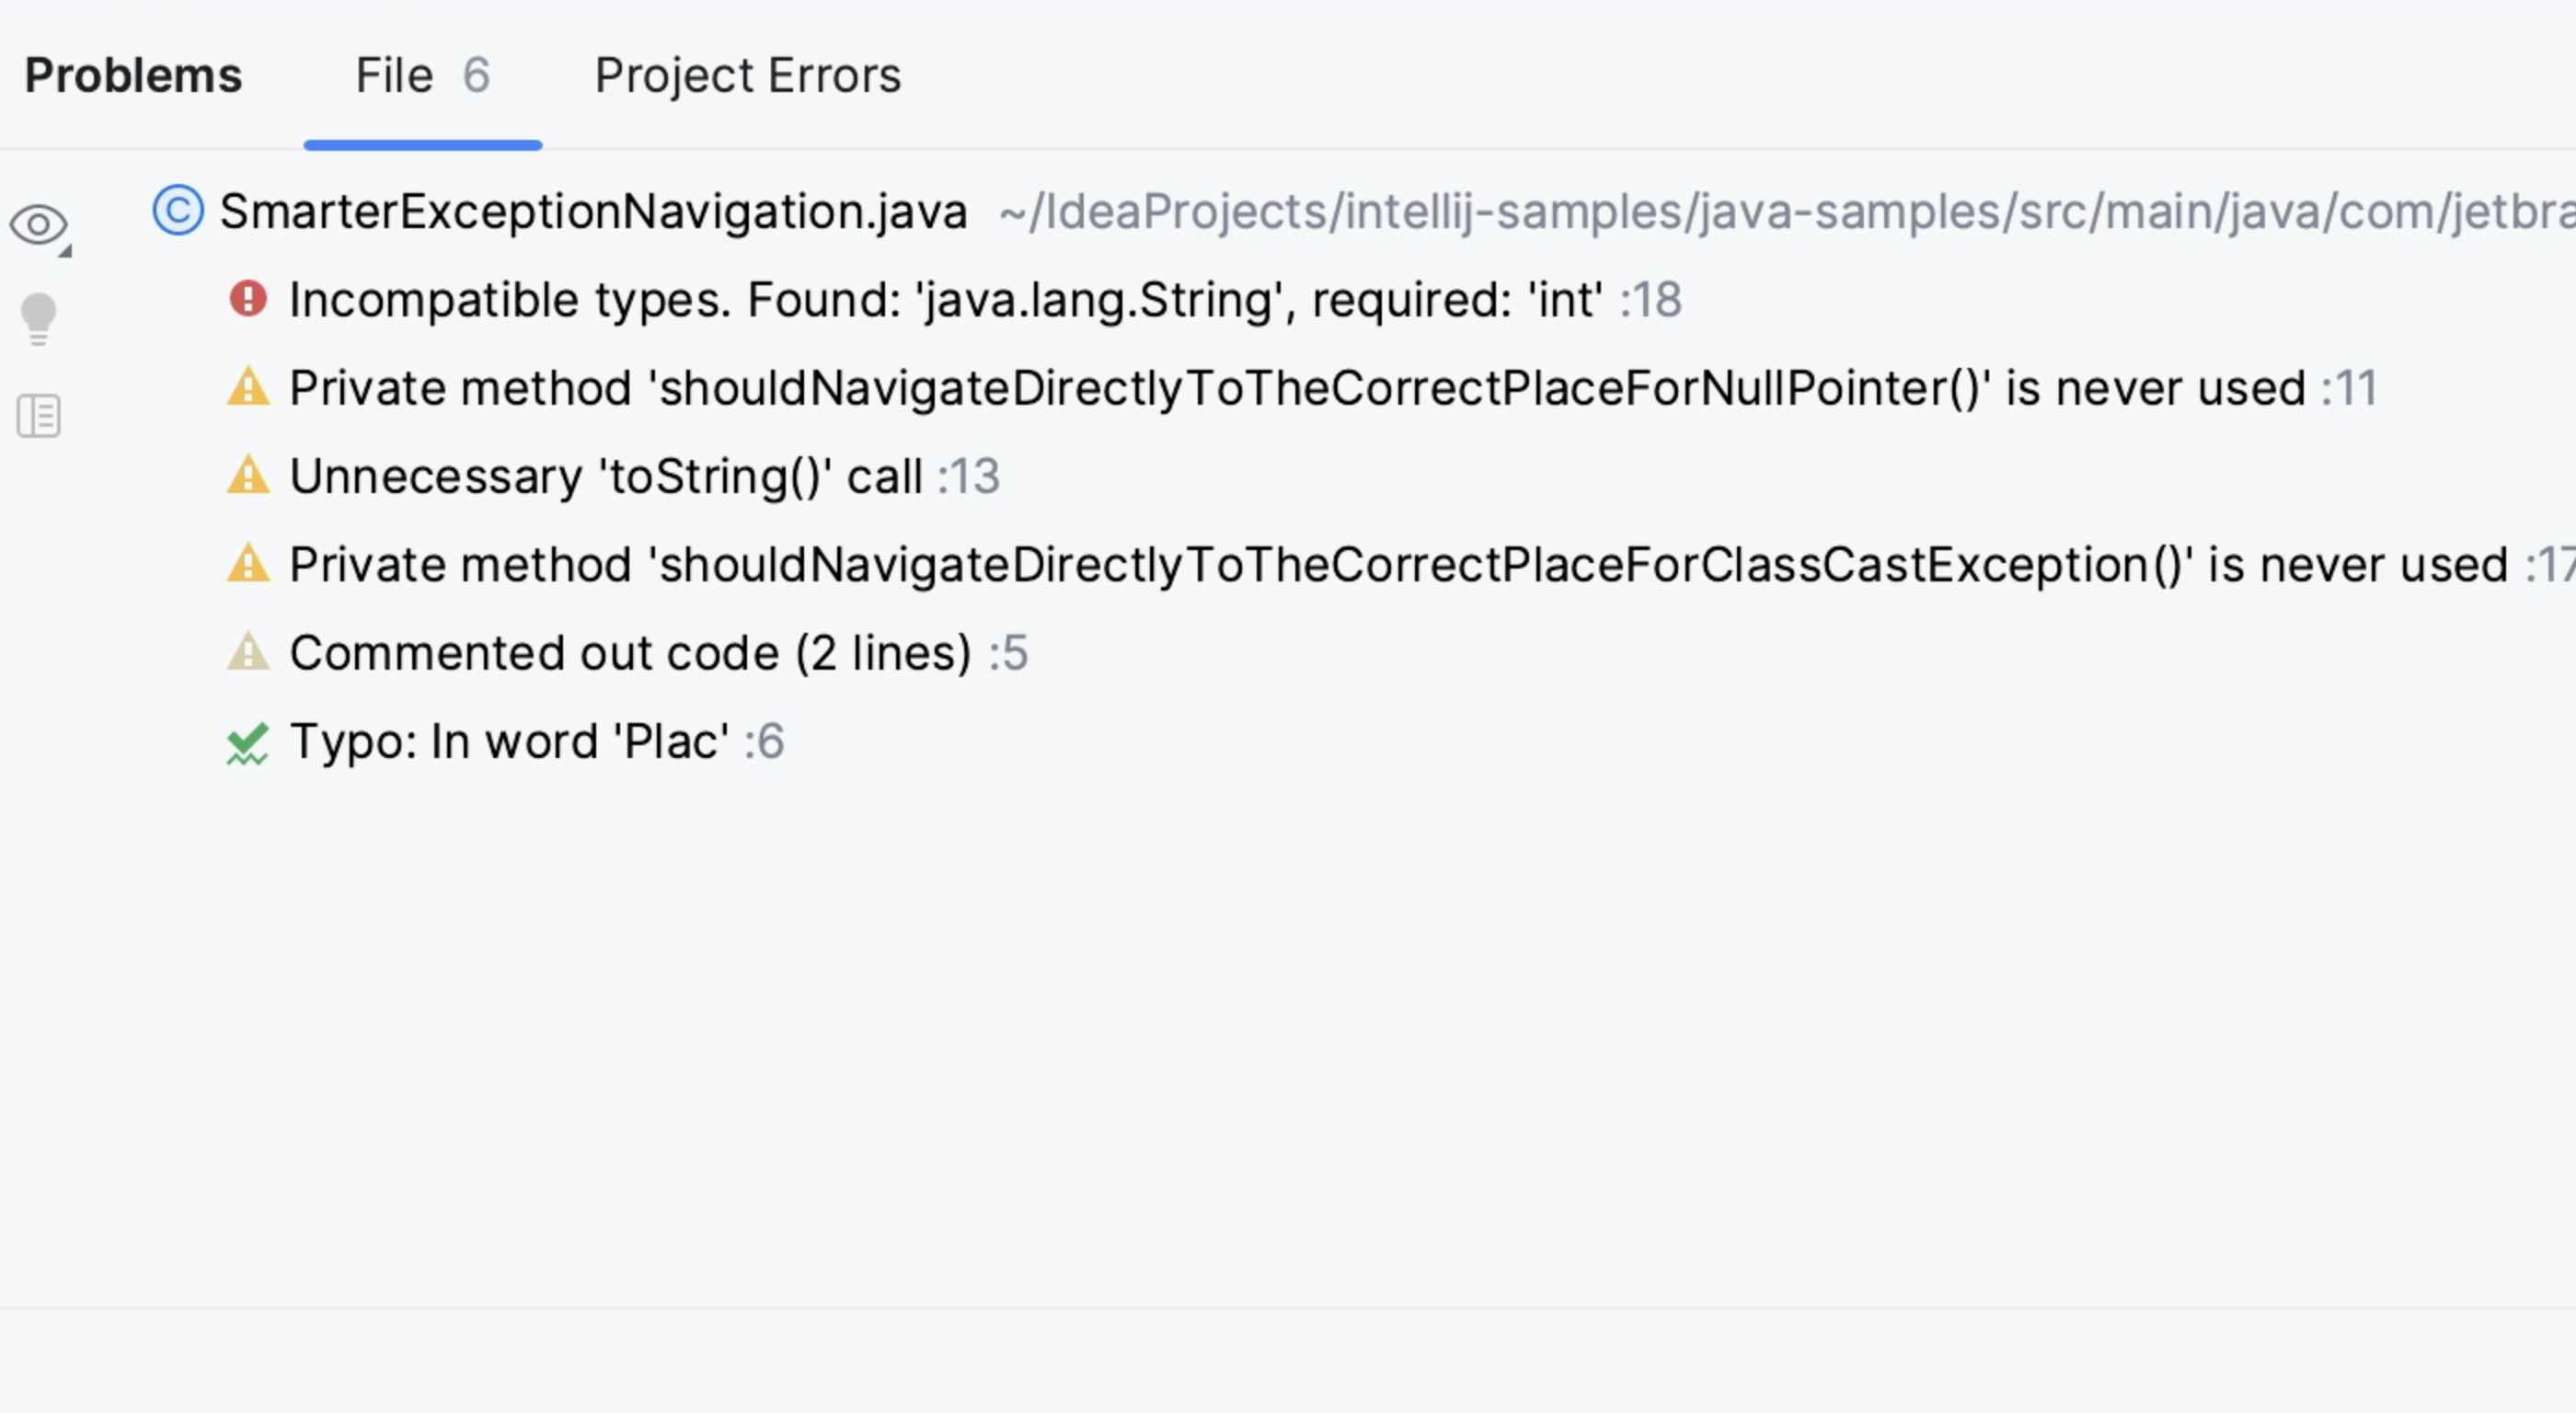 Problems File 6 Project Errors
SmarterExceptionNavigation.java ~/IdeaProjects/intellij-samples/java-samples/src/main/java/com/jetbra
Incompatible types. Found: 'java.lang.String', required: 'int' :18
Private method 'shouldNavigateDirectlyToTheCorrectPlaceForNullPointer()' is never used :11
Unnecessary 'toString()' call :13
Private method 'shouldNavigateDirectlyToTheCorrectPlaceForClassCastException()' is never used :17
Commented out code (2 lines) :5
Typo: In word 'Plac' :6